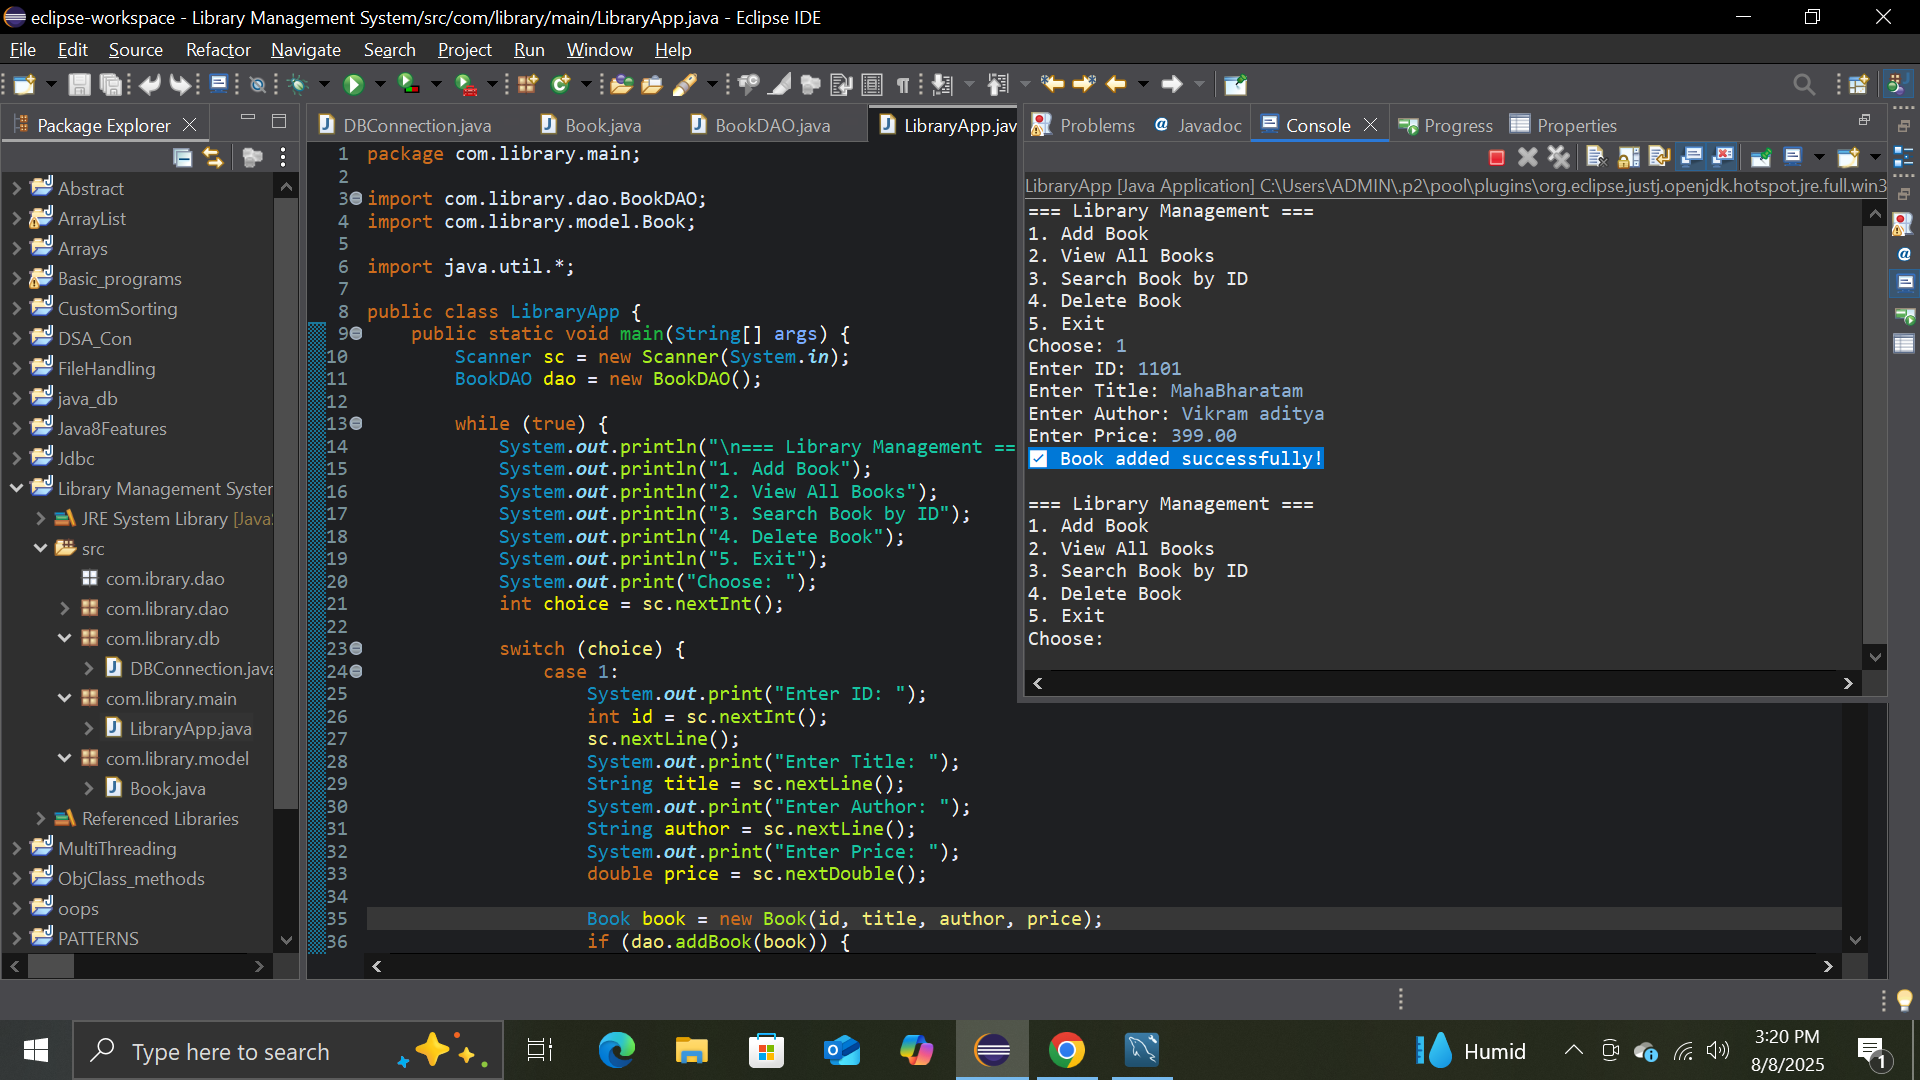 eclipse-workspace - Library Management System/src/com/library/main/LibraryApp.java - Eclipse IDE
File Edit Source Refactor Navigate Search Project Run Window Help
Package Explorer
Abstract
ArrayList
Arrays
Basic_programs
CustomSorting
DSA_Con
FileHandling
java_db
Java8Features
Jdbc
Library Management System
JRE System Library [Java
src
com.ibrary.dao
com.library.dao
com.library.db
DBConnection.java
com.library.main
LibraryApp.java
com.library.model
Book.java
Referenced Libraries
MultiThreading
ObjClass_methods
oops
PATTERNS
DBConnection.java Book.java BookDAO.java LibraryApp.jav
1 package com.library.main;
2
3 import com.library.dao.BookDAO;
4 import com.library.model.Book;
5
6 import java.util.*;
7
8 public class LibraryApp {
9 public static void main(String[] args) {
10 Scanner sc = new Scanner(System.in);
11 BookDAO dao = new BookDAO();
12
13 while (true) {
14 System.out.println("\n=== Library Management ==
15 System.out.println("1. Add Book");
16 System.out.println("2. View All Books");
17 System.out.println("3. Search Book by ID");
18 System.out.println("4. Delete Book");
19 System.out.println("5. Exit");
20 System.out.print("Choose: ");
21 int choice = sc.nextInt();
22
23 switch (choice) {
24 case 1:
25 System.out.print("Enter ID: ");
26 int id = sc.nextInt();
27 sc.nextLine();
28 System.out.print("Enter Title: ");
29 String title = sc.nextLine();
30 System.out.print("Enter Author: ");
31 String author = sc.nextLine();
32 System.out.print("Enter Price: ");
33 double price = sc.nextDouble();
34
35 Book book = new Book(id, title, author, price);
36 if (dao.addBook(book)) {
Problems @ Javadoc Console Progress Properties
LibraryApp [Java Application] C:\Users\ADMIN\.p2\pool\plugins\org.eclipse.justj.openjdk.hotspot.jre.full.win3
=== Library Management ===
1. Add Book
2. View All Books
3. Search Book by ID
4. Delete Book
5. Exit
Choose: 1
Enter ID: 1101
Enter Title: MahaBharatam
Enter Author: Vikram aditya
Enter Price: 399.00
✅ Book added successfully!
=== Library Management ===
1. Add Book
2. View All Books
3. Search Book by ID
4. Delete Book
5. Exit
Choose:
Type here to search
Humid
3:20 PM
8/8/2025
1